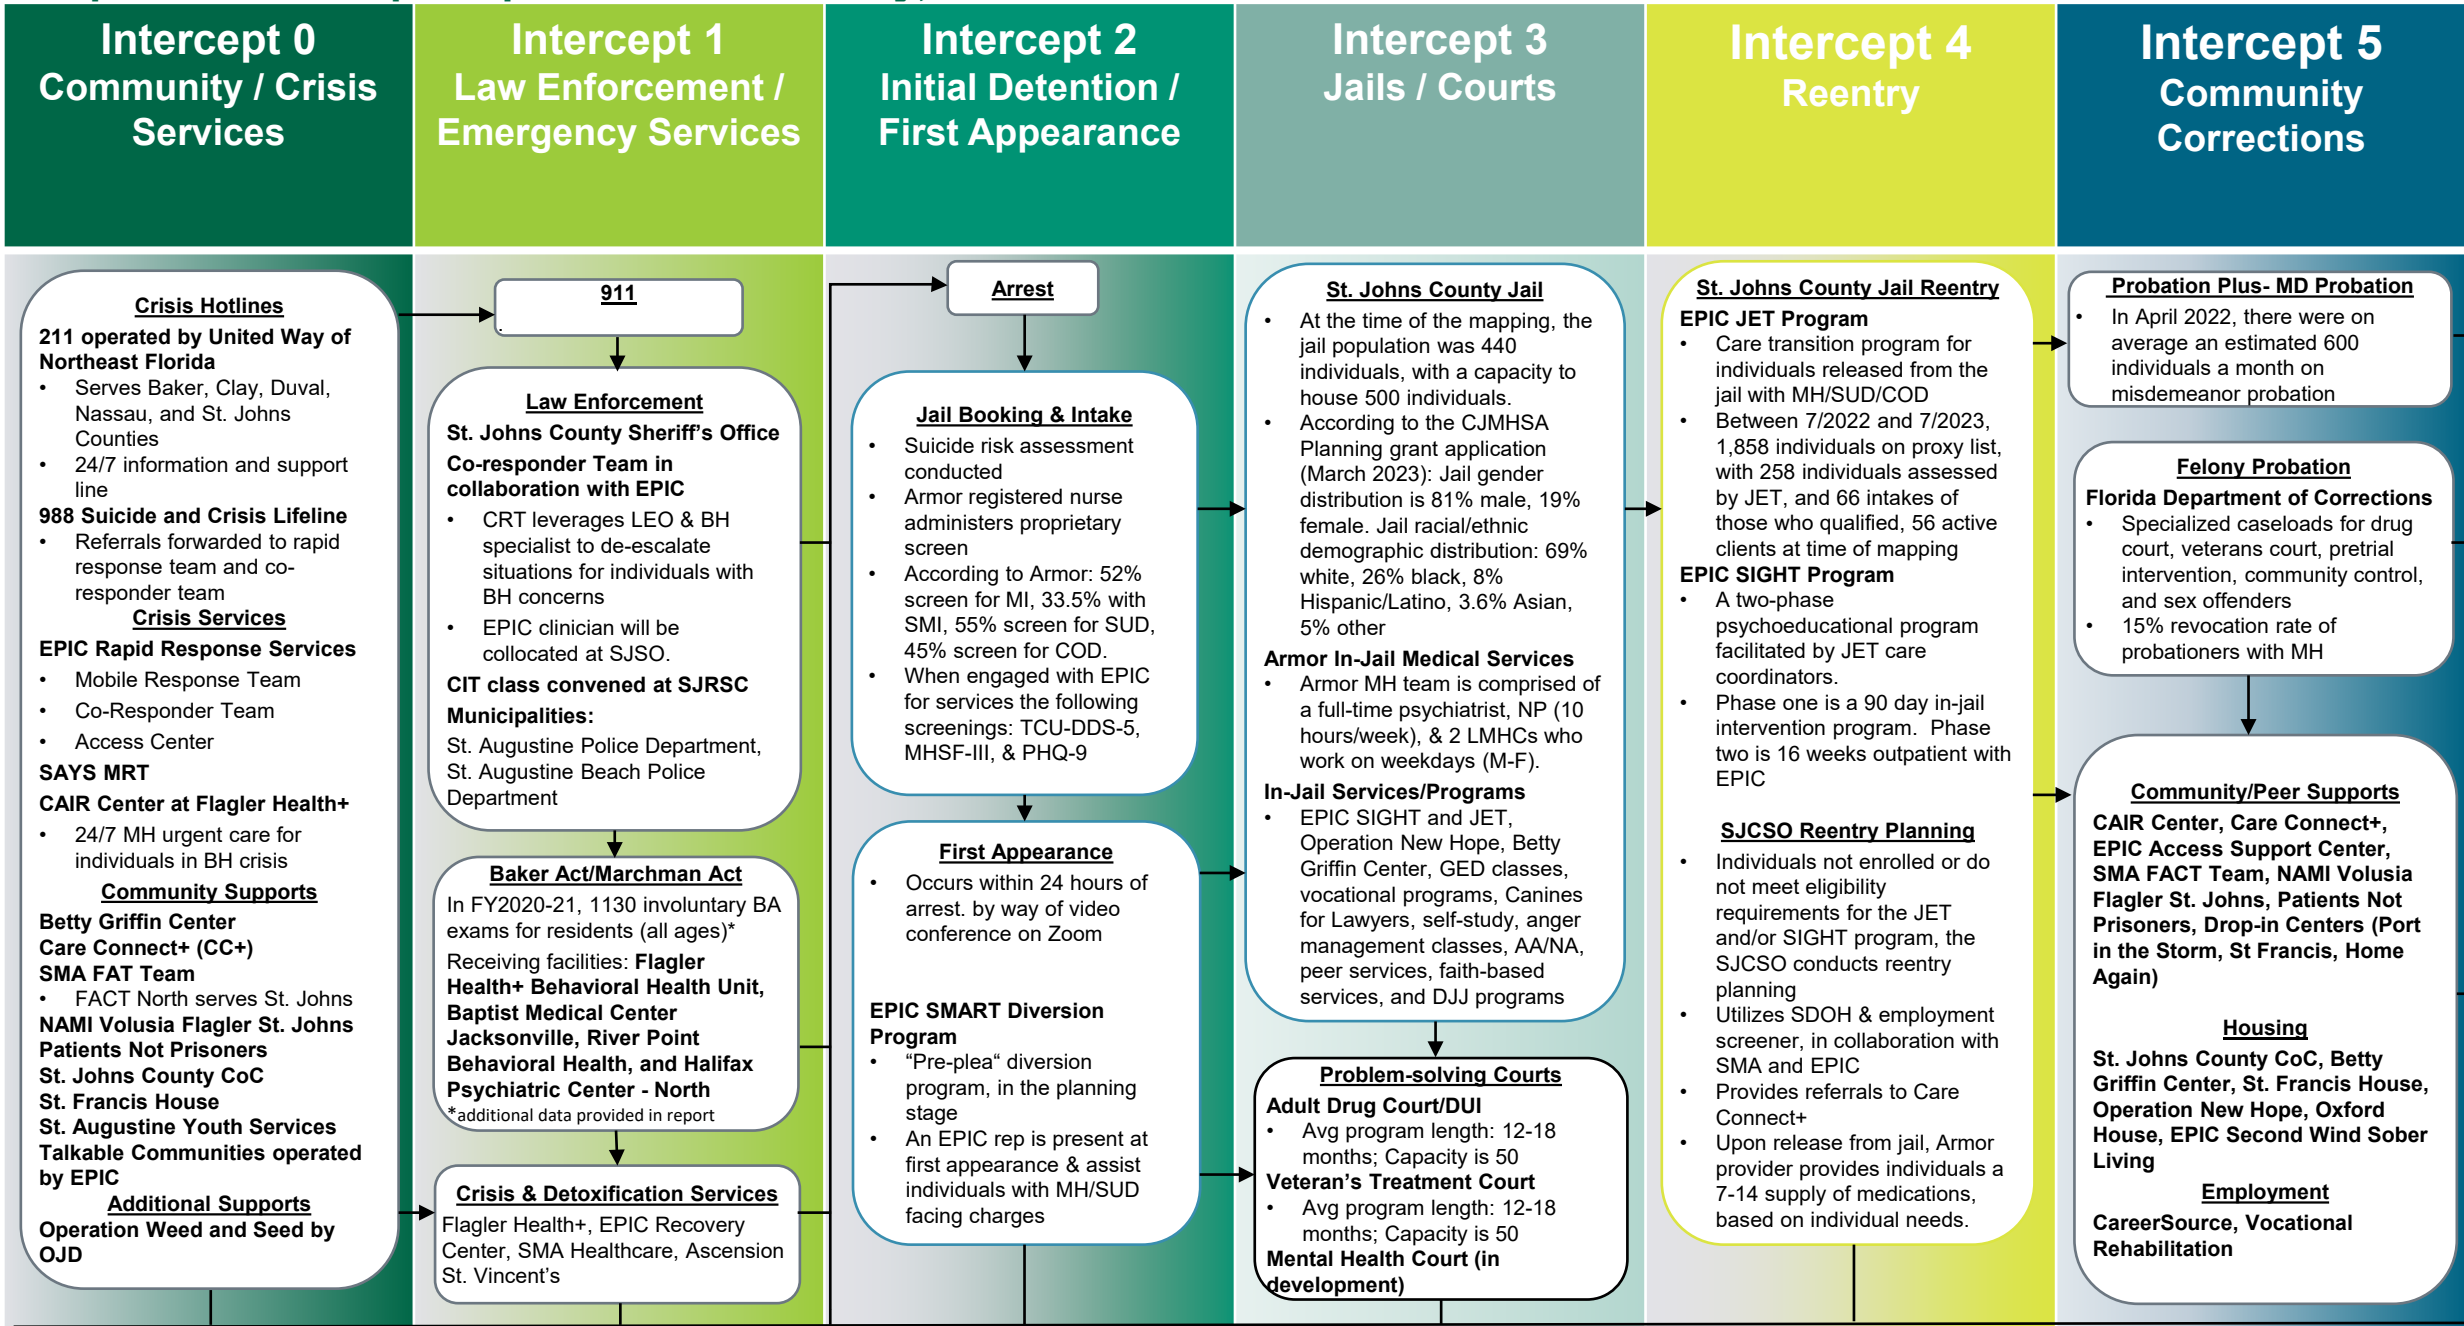 Intercept 0
Community / Crisis
Services
Intercept 1
Law Enforcement /
Emergency Services
Intercept 2
Initial Detention /
First Appearance
Intercept 3
Jails / Courts
Intercept 4
Reentry
Intercept 5
Community
Corrections
Crisis Hotlines
211 operated by United Way of
Northeast Florida
• Serves Baker, Clay, Duval,
Nassau, and St. Johns
Counties
• 24/7 information and support
line
988 Suicide and Crisis Lifeline
• Referrals forwarded to rapid
response team and co-
responder team
Crisis Services
EPIC Rapid Response Services
• Mobile Response Team
• Co-Responder Team
• Access Center
SAYS MRT
CAIR Center at Flagler Health+
• 24/7 MH urgent care for
individuals in BH crisis
Community Supports
Betty Griffin Center
Care Connect+ (CC+)
SMA FAT Team
• FACT North serves St. Johns
NAMI Volusia Flagler St. Johns
Patients Not Prisoners
St. Johns County CoC
St. Francis House
St. Augustine Youth Services
Talkable Communities operated
by EPIC
Additional Supports
Operation Weed and Seed by
OJD
911
.
Law Enforcement
St. Johns County Sheriff's Office
Co-responder Team in
collaboration with EPIC
• CRT leverages LEO & BH
specialist to de-escalate
situations for individuals with
BH concerns
• EPIC clinician will be
collocated at SJSO.
CIT class convened at SJRSC
Municipalities:
St. Augustine Police Department,
St. Augustine Beach Police
Department
Baker Act/Marchman Act
In FY2020-21, 1130 involuntary BA
exams for residents (all ages)*
Receiving facilities: Flagler
Health+ Behavioral Health Unit,
Baptist Medical Center
Jacksonville, River Point
Behavioral Health, and Halifax
Psychiatric Center - North
*additional data provided in report
Crisis & Detoxification Services
Flagler Health+, EPIC Recovery
Center, SMA Healthcare, Ascension
St. Vincent's
Arrest
Jail Booking & Intake
• Suicide risk assessment
conducted
• Armor registered nurse
administers proprietary
screen
• According to Armor: 52%
screen for MI, 33.5% with
SMI, 55% screen for SUD,
45% screen for COD.
• When engaged with EPIC
for services the following
screenings: TCU-DDS-5,
MHSF-III, & PHQ-9
First Appearance
• Occurs within 24 hours of
arrest. by way of video
conference on Zoom
EPIC SMART Diversion
Program
• “Pre-plea“ diversion
program, in the planning
stage
• An EPIC rep is present at
first appearance & assist
individuals with MH/SUD
facing charges
St. Johns County Jail
• At the time of the mapping, the
jail population was 440
individuals, with a capacity to
house 500 individuals.
• According to the CJMHSA
Planning grant application
(March 2023): Jail gender
distribution is 81% male, 19%
female. Jail racial/ethnic
demographic distribution: 69%
white, 26% black, 8%
Hispanic/Latino, 3.6% Asian,
5% other
Armor In-Jail Medical Services
• Armor MH team is comprised of
a full-time psychiatrist, NP (10
hours/week), & 2 LMHCs who
work on weekdays (M-F).
In-Jail Services/Programs
• EPIC SIGHT and JET,
Operation New Hope, Betty
Griffin Center, GED classes,
vocational programs, Canines
for Lawyers, self-study, anger
management classes, AA/NA,
peer services, faith-based
services, and DJJ programs
Problem-solving Courts
Adult Drug Court/DUI
• Avg program length: 12-18
months; Capacity is 50
Veteran's Treatment Court
• Avg program length: 12-18
months; Capacity is 50
Mental Health Court (in
development)
St. Johns County Jail Reentry
EPIC JET Program
• Care transition program for
individuals released from the
jail with MH/SUD/COD
• Between 7/2022 and 7/2023,
1,858 individuals on proxy list,
with 258 individuals assessed
by JET, and 66 intakes of
those who qualified, 56 active
clients at time of mapping
EPIC SIGHT Program
• A two-phase
psychoeducational program
facilitated by JET care
coordinators.
• Phase one is a 90 day in-jail
intervention program. Phase
two is 16 weeks outpatient with
EPIC
SJCSO Reentry Planning
• Individuals not enrolled or do
not meet eligibility
requirements for the JET
and/or SIGHT program, the
SJCSO conducts reentry
planning
• Utilizes SDOH & employment
screener, in collaboration with
SMA and EPIC
• Provides referrals to Care
Connect+
• Upon release from jail, Armor
provider provides individuals a
7-14 supply of medications,
based on individual needs.
Probation Plus- MD Probation
• In April 2022, there were on
average an estimated 600
individuals a month on
misdemeanor probation
Felony Probation
Florida Department of Corrections
• Specialized caseloads for drug
court, veterans court, pretrial
intervention, community control,
and sex offenders
• 15% revocation rate of
probationers with MH
Community/Peer Supports
CAIR Center, Care Connect+,
EPIC Access Support Center,
SMA FACT Team, NAMI Volusia
Flagler St. Johns, Patients Not
Prisoners, Drop-in Centers (Port
in the Storm, St Francis, Home
Again)
Housing
St. Johns County CoC, Betty
Griffin Center, St. Francis House,
Operation New Hope, Oxford
House, EPIC Second Wind Sober
Living
Employment
CareerSource, Vocational
Rehabilitation